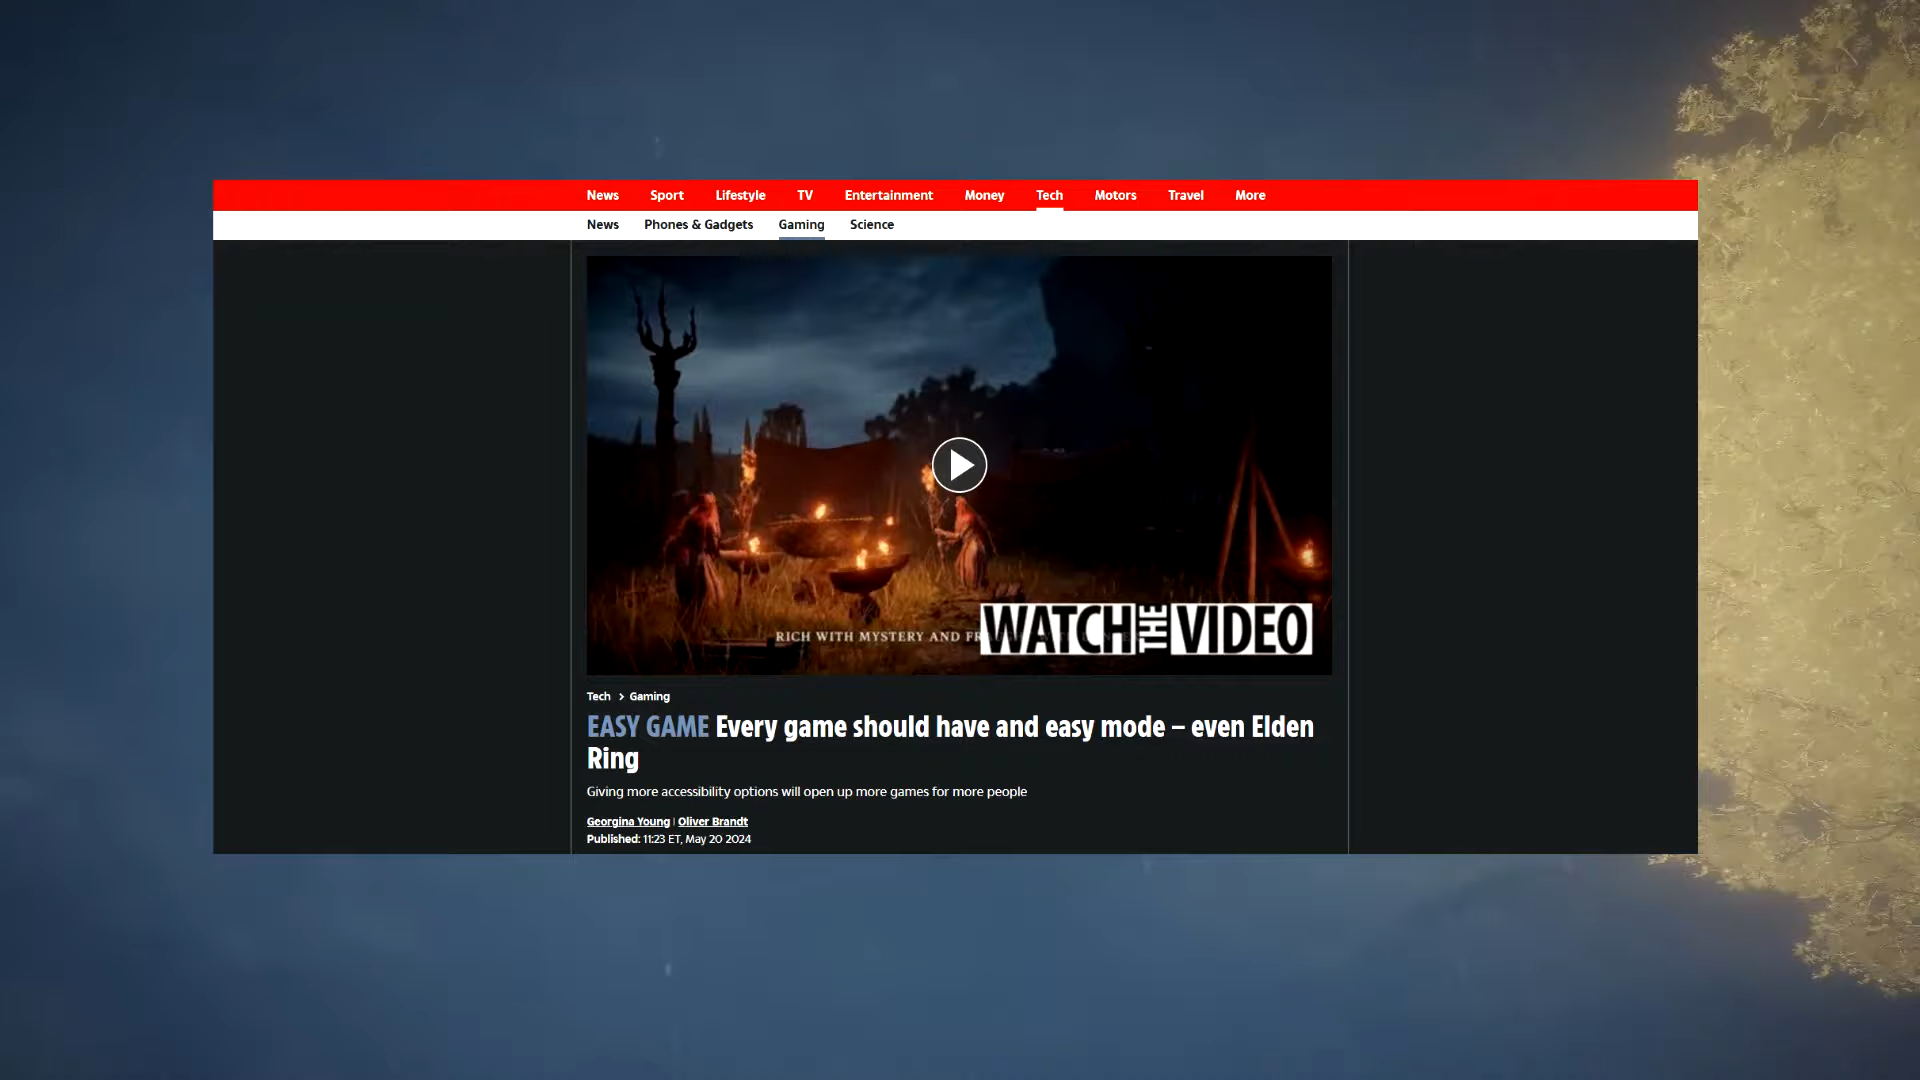 News Sport Lifestyle TV Entertainment Money Tech Motors Travel More
News Phones & Gadgets Gaming Science
RICH WITH MYSTERY AND
WATCH THE VIDEO
Tech > Gaming
EASY GAME Every game should have and easy mode – even Elden
Ring
Giving more accessibility options will open up more games for more people
Georgina Young | Oliver Brandt
Published: 11:23 ET, May 20 2024